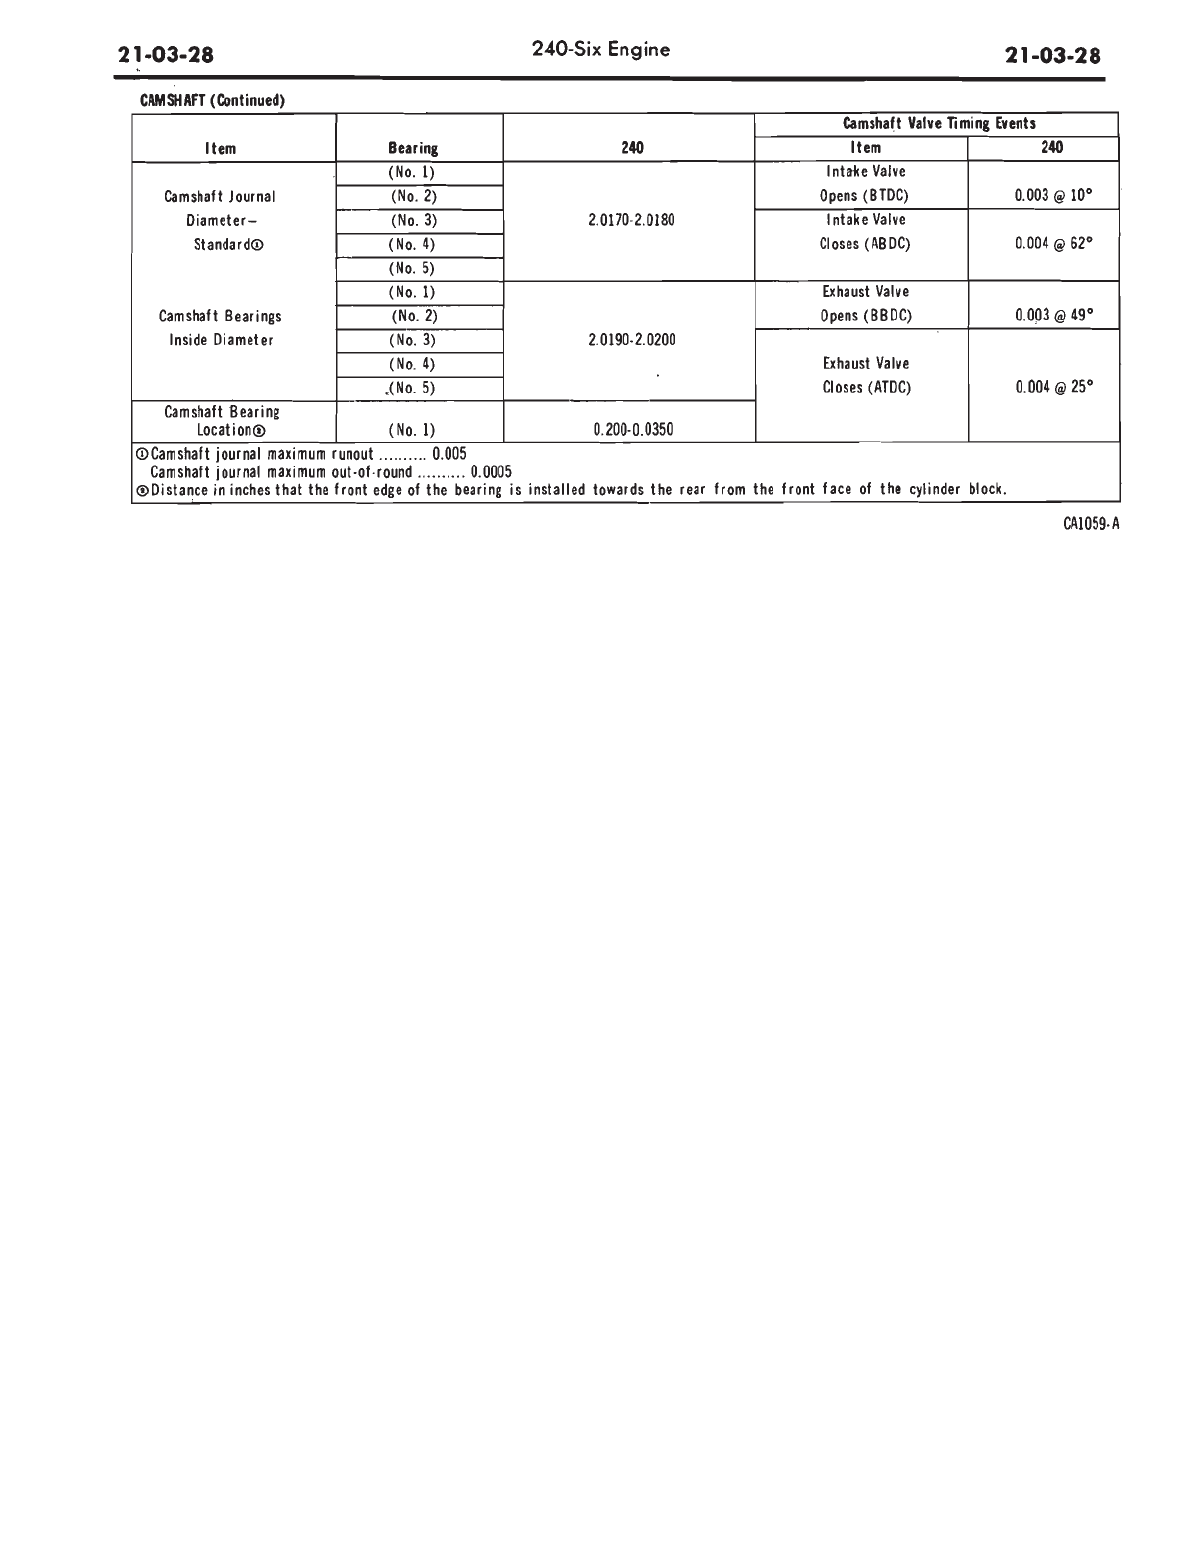 21-03-28 240-Six Engine 21-03-28
CAMSHAFT (Continued)
Camshaft Valve Timing Events
Item Bearing 240 Item 240
(No. 1) Intake Valve
Camshaft Journal (No. 2) Opens (BTDC) 0.003 @ 10°
Diameter— (No. 3) 2.0170-2.0180 Intake Valve
Standard① (No. 4) Closes (ABDC) 0.004 @ 62°
(No. 5)
(No. 1) Exhaust Valve
Camshaft Bearings (No. 2) Opens (BBDC) 0.003 @ 49°
Inside Diameter (No. 3) 2.0190-2.0200
(No. 4) Exhaust Valve
(No. 5) Closes (ATDC) 0.004 @ 25°
Camshaft Bearing
Location② (No. 1) 0.200-0.0350
①Camshaft journal maximum runout .......... 0.005
Camshaft journal maximum out-of-round .......... 0.0005
②Distance in inches that the front edge of the bearing is installed towards the rear from the front face of the cylinder block.
CA1059-A